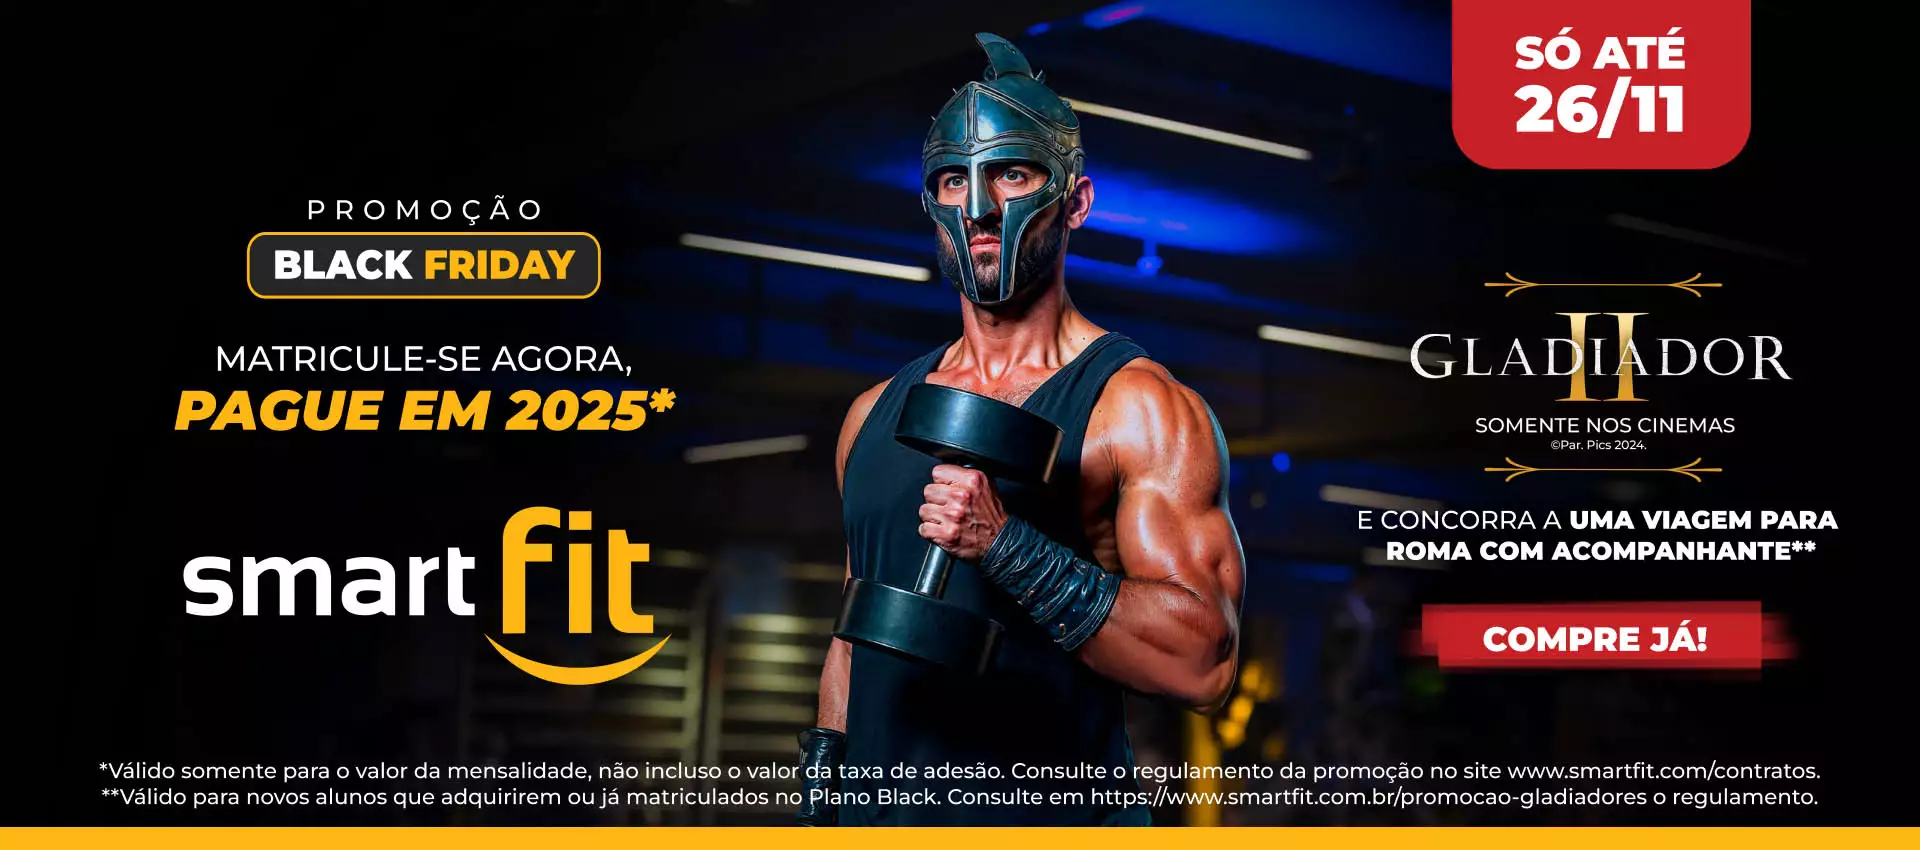 SÓ ATÉ
26/11
PROMOÇÃO
BLACK FRIDAY
MATRICULE-SE AGORA,
PAGUE EM 2025*
smart fit
GLADIADOR II
SOMENTE NOS CINEMAS
©Par. Pics 2024.
E CONCORRA A UMA VIAGEM PARA
ROMA COM ACOMPANHANTE**
COMPRE JÁ!
*Válido somente para o valor da mensalidade, não incluso o valor da taxa de adesão. Consulte o regulamento da promoção no site www.smartfit.com/contratos.
**Válido para novos alunos que adquirirem ou já matriculados no Plano Black. Consulte em https://www.smartfit.com.br/promocao-gladiadores o regulamento.